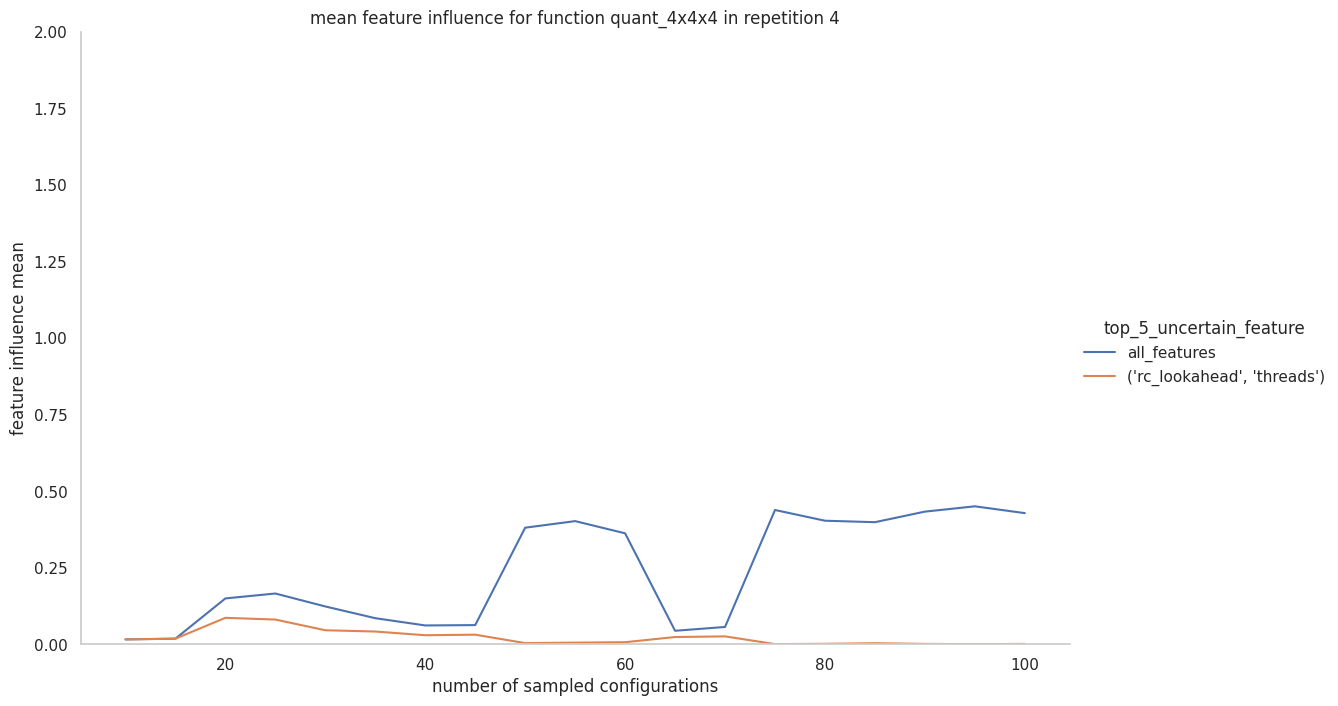 mean feature influence for function quant_4x4x4 in repetition 4
2.00
1.75
1.50
1.25
1.00
0.75
0.50
0.25
0.00
feature influence mean
20 40 60 80 100
number of sampled configurations
top_5_uncertain_feature
all_features
('rc_lookahead', 'threads')